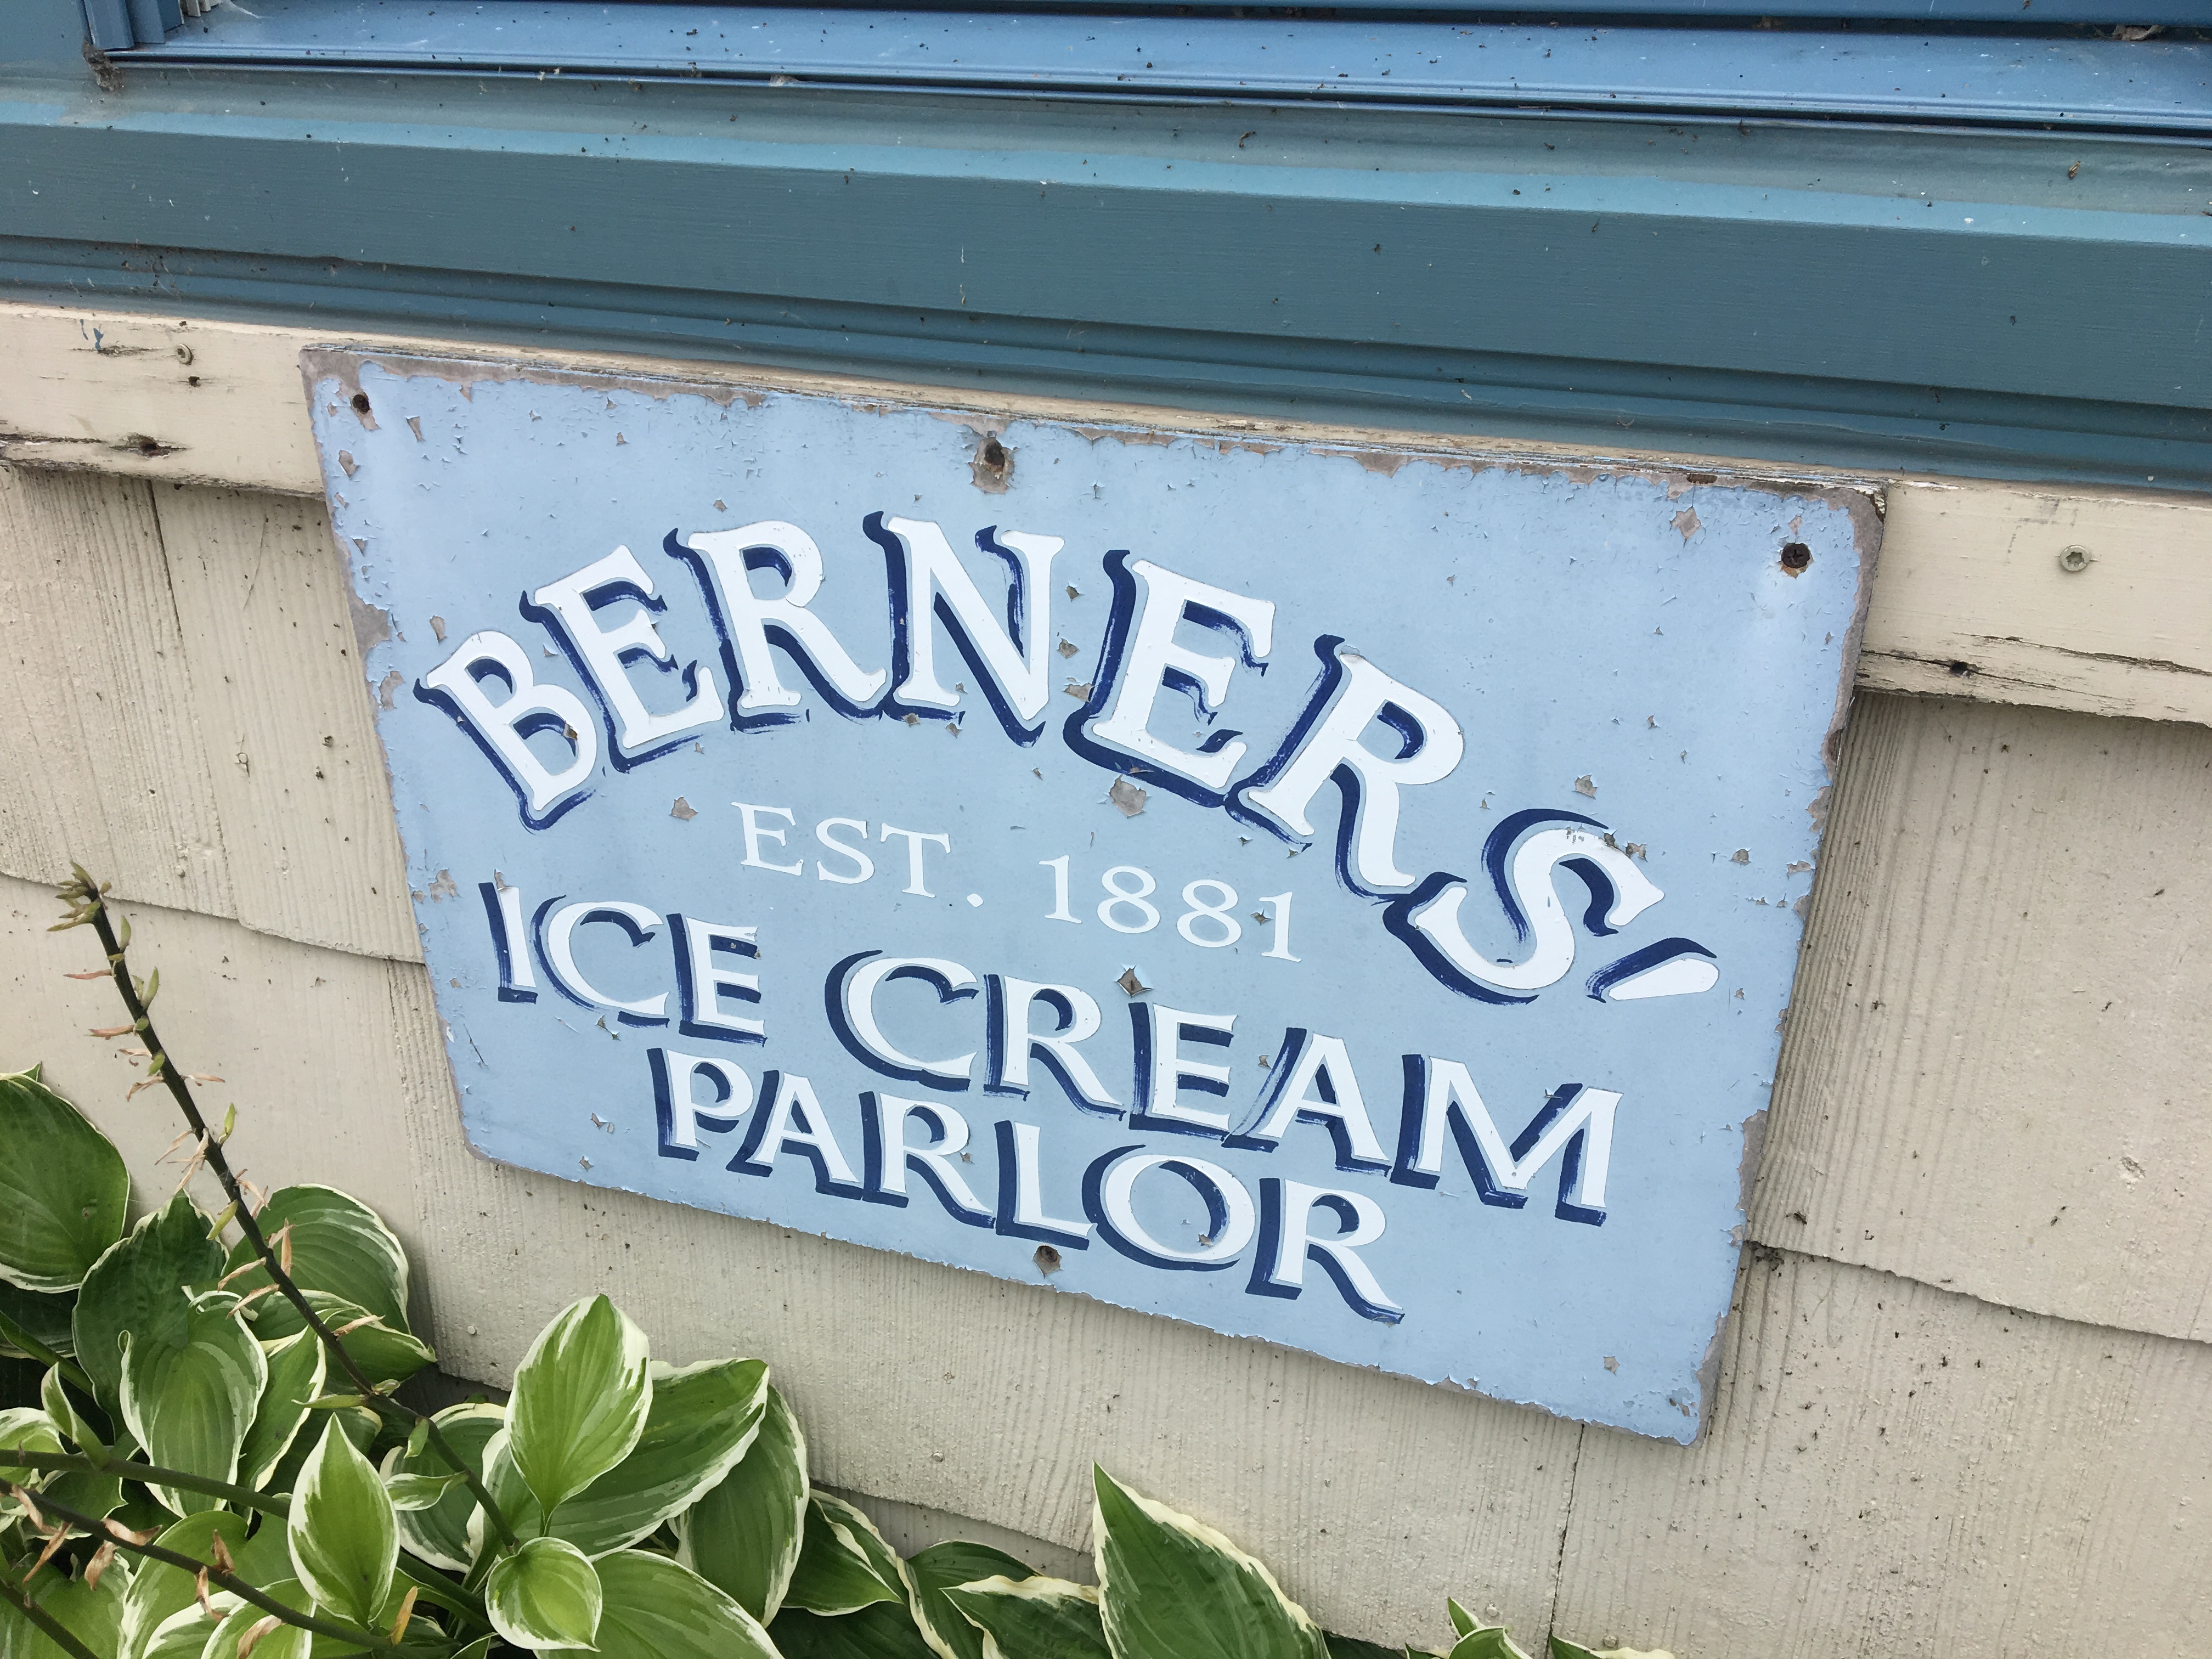 BERNERS'
EST. 1881
ICE CREAM
PARLOR